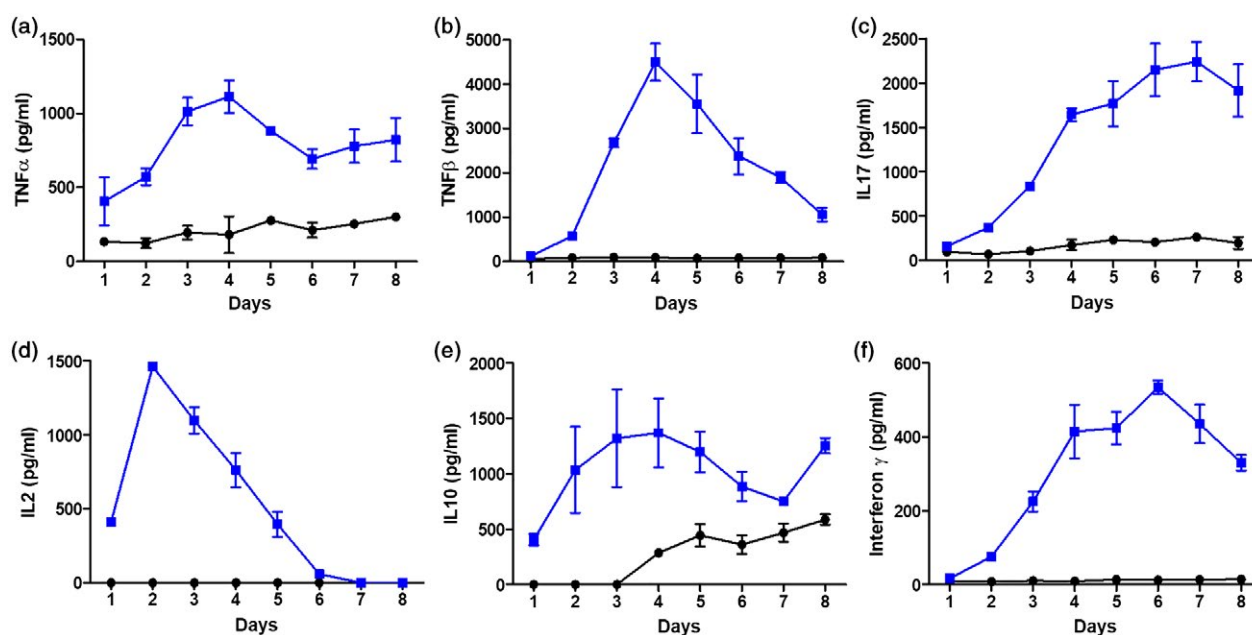 (a)
1500
1000
500
0
TNFα (pg/ml)
1 2 3 4 5 6 7 8
Days
(b)
5000
4000
3000
2000
1000
0
TNFβ (pg/ml)
1 2 3 4 5 6 7 8
Days
(c)
2500
2000
1500
1000
500
0
IL17 (pg/ml)
1 2 3 4 5 6 7 8
Days
(d)
1500
1000
500
0
IL2 (pg/ml)
1 2 3 4 5 6 7 8
Days
(e)
2000
1500
1000
500
0
IL10 (pg/ml)
1 2 3 4 5 6 7 8
Days
(f)
600
400
200
0
Interferon γ (pg/ml)
1 2 3 4 5 6 7 8
Days